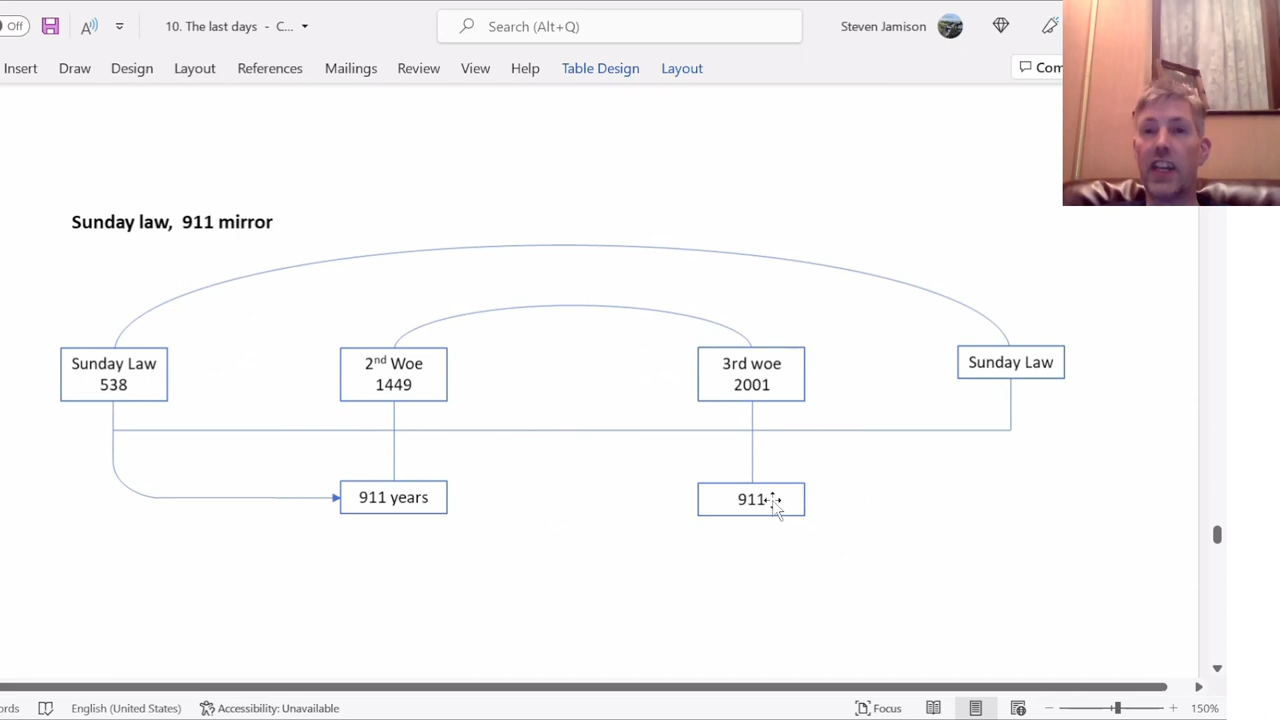 Off
10. The last days - C...
Search (Alt+Q)
Steven Jamison
Insert Draw Design Layout References Mailings Review View Help Table Design Layout
Sunday law, 911 mirror
Sunday Law
538
2nd Woe
1449
3rd woe
2001
Sunday Law
911 years
911
English (United States)
Accessibility: Unavailable
Focus
150%